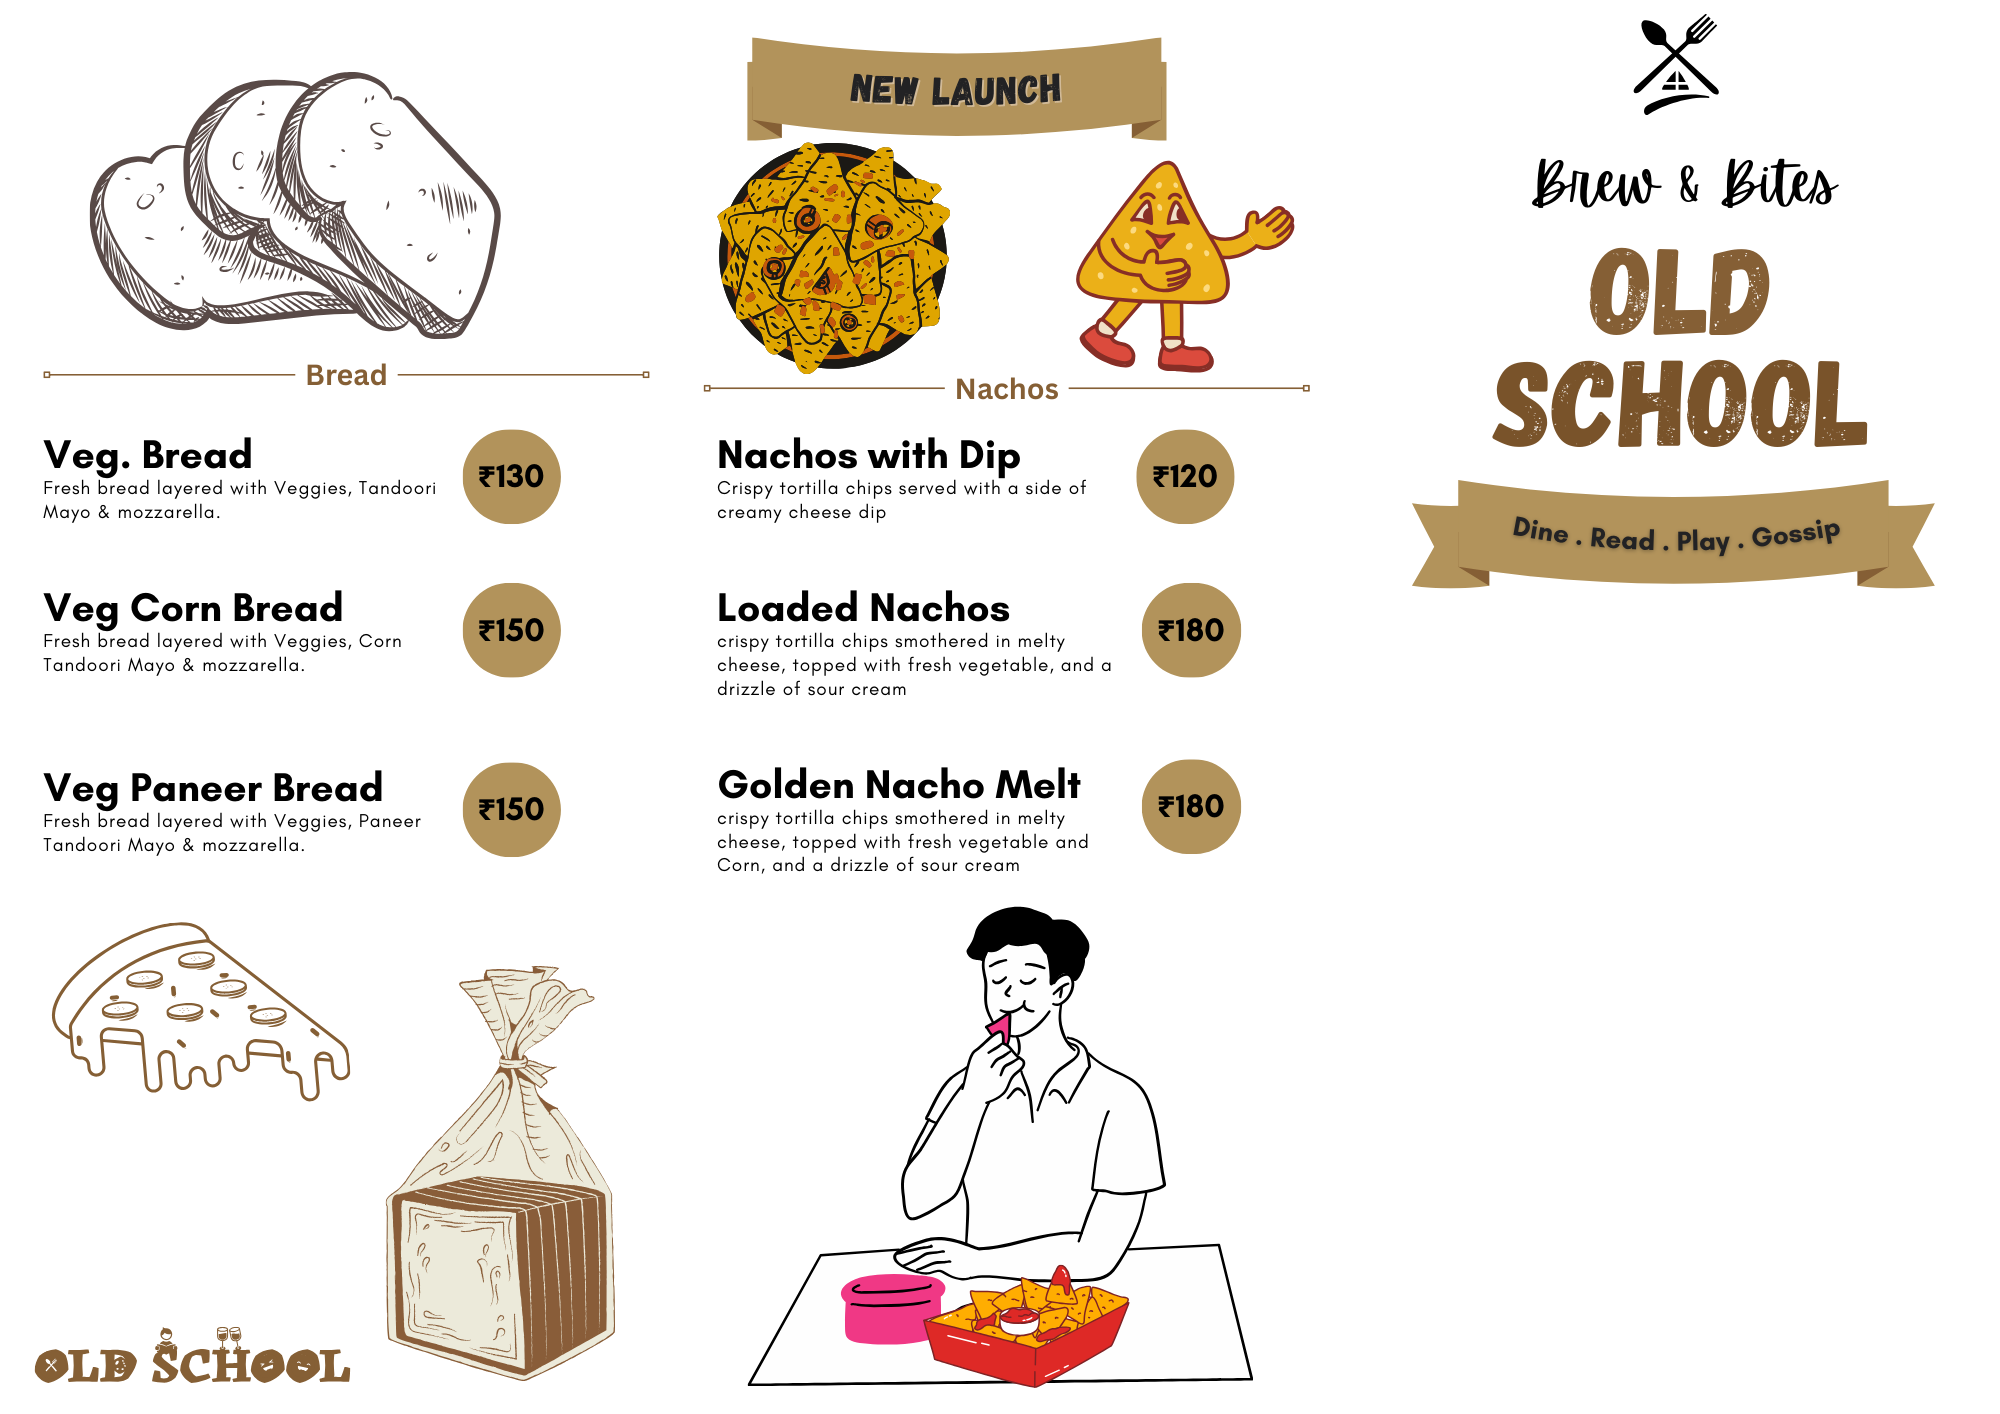 Bread
Veg. Bread
₹130
Fresh bread layered with Veggies, Tandoori
Mayo & mozzarella.
Veg Corn Bread
₹150
Fresh bread layered with Veggies, Corn
Tandoori Mayo & mozzarella.
Veg Paneer Bread
₹150
Fresh bread layered with Veggies, Paneer
Tandoori Mayo & mozzarella.
OLD SCHOOL
NEW LAUNCH
Nachos
Nachos with Dip
₹120
Crispy tortilla chips served with a side of
creamy cheese dip
Loaded Nachos
₹180
crispy tortilla chips smothered in melty
cheese, topped with fresh vegetable, and a
drizzle of sour cream
Golden Nacho Melt
₹180
crispy tortilla chips smothered in melty
cheese, topped with fresh vegetable and
Corn, and a drizzle of sour cream
Brew & Bites
OLD
SCHOOL
Dine . Read . Play . Gossip